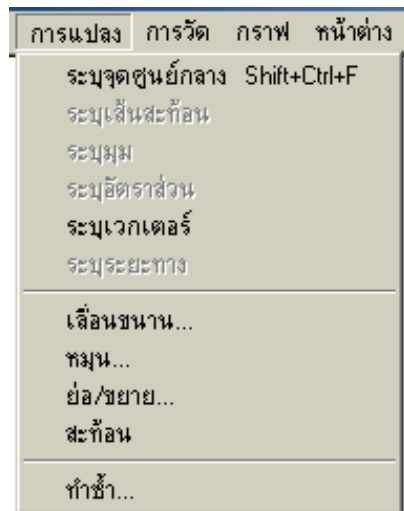 การแปลง การวัด กราฟ หน้าต่าง
ระบุจุดศูนย์กลาง Shift+Ctrl+F
ระบุเส้นสะท้อน
ระบุมุม
ระบุอัตราส่วน
ระบุเวกเตอร์
ระบุระยะทาง
เลื่อนขนาน...
หมุน...
ย่อ/ขยาย...
สะท้อน
ทำซ้ำ...